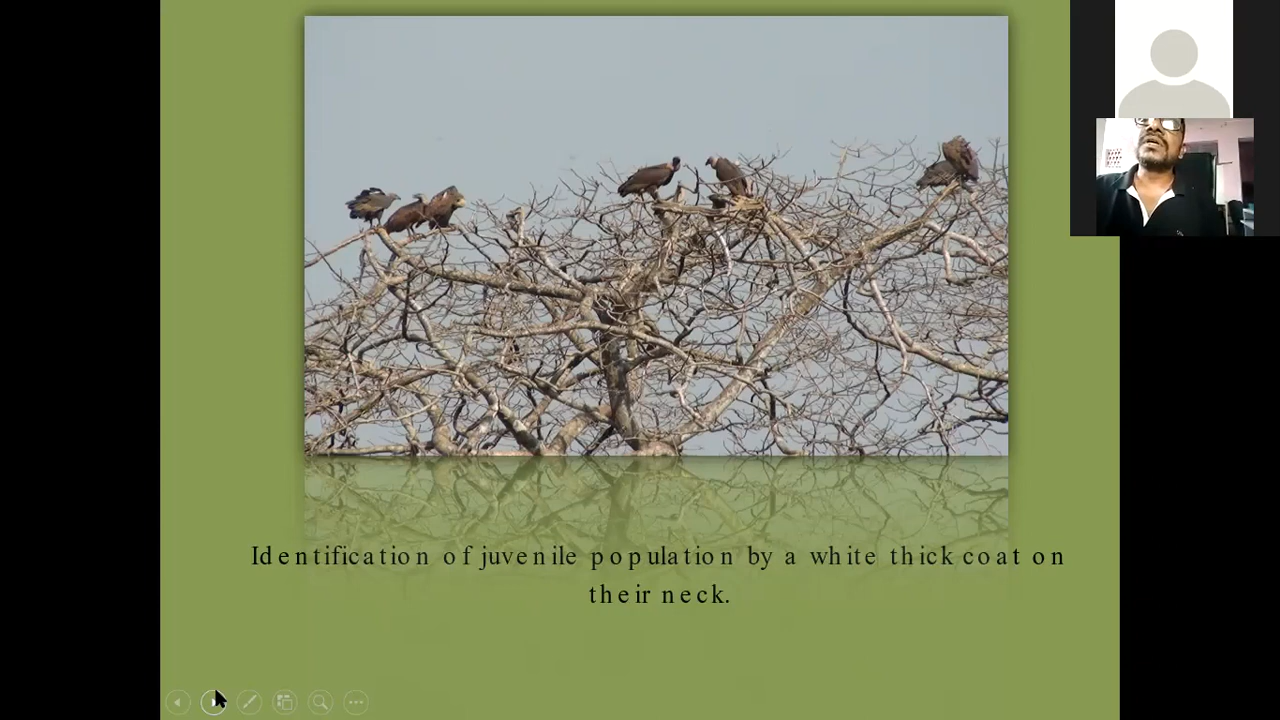 Identification of juvenile population by a white thick coat on
their neck.